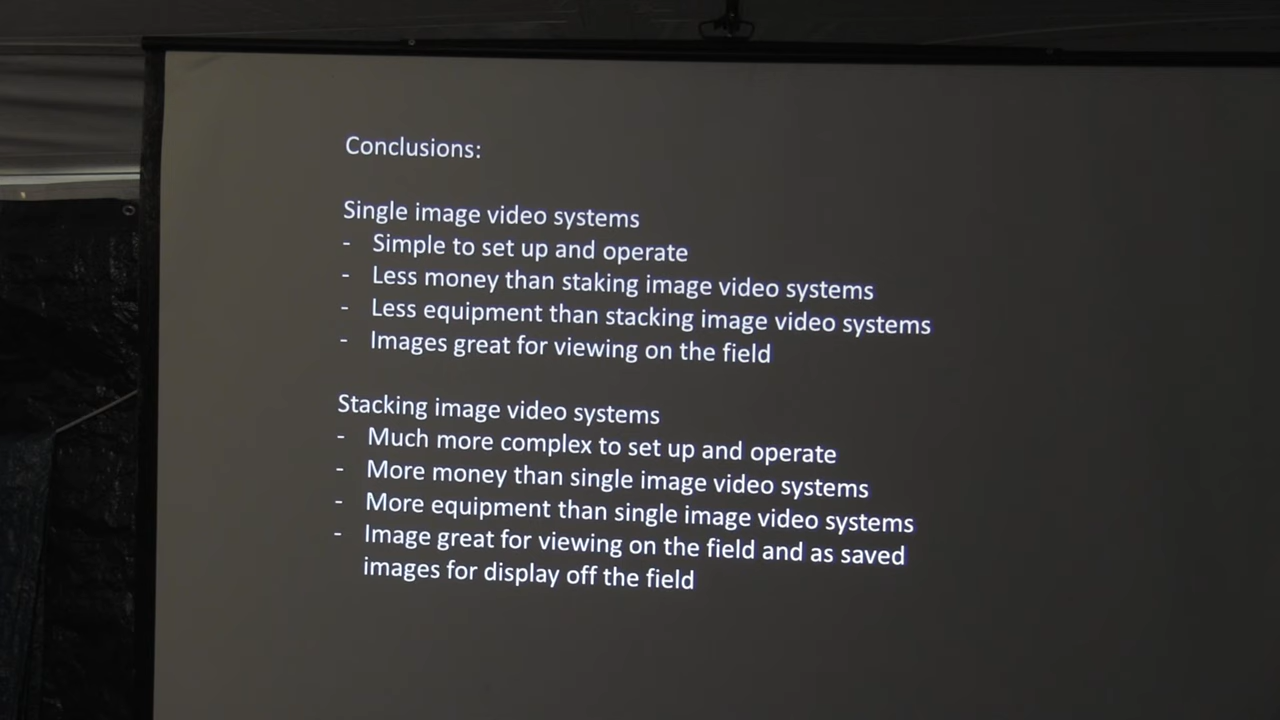 Conclusions:
Single image video systems
- Simple to set up and operate
- Less money than staking image video systems
- Less equipment than stacking image video systems
- Images great for viewing on the field
Stacking image video systems
- Much more complex to set up and operate
- More money than single image video systems
- More equipment than single image video systems
- Image great for viewing on the field and as saved
images for display off the field